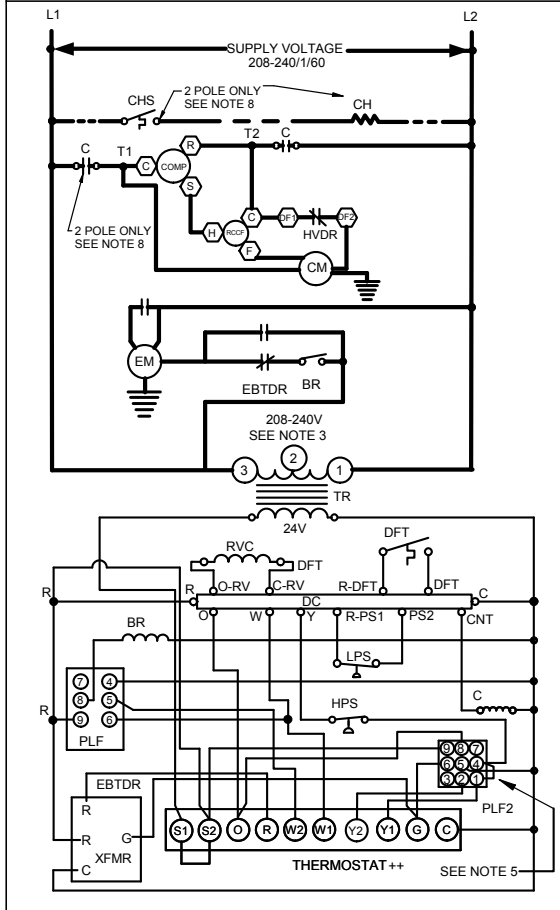 L1 L2
SUPPLY VOLTAGE
208-240/1/60
CHS
2 POLE ONLY
SEE NOTE 8
CH
C T1 C COMP R T2 C
S
2 POLE ONLY
SEE NOTE 8
H RCCF C DF1 DF2
HVDR
F
CM
EM
EBTDR BR
208-240V
SEE NOTE 3
3 2 1
TR
24V
RVC DFT
DFT
R O-RV C-RV R-DFT DFT C
DC
O W Y R-PS1 PS2 CNT
R
BR LPS
C
7 4
8 5
9 6
R
PLF
HPS
9 8 7
6 5 4
3 2 1
PLF2
EBTDR
R
R G
XFMR
C
S1 S2 O R W2 W1 Y2 Y1 G C
THERMOSTAT++
SEE NOTE 5